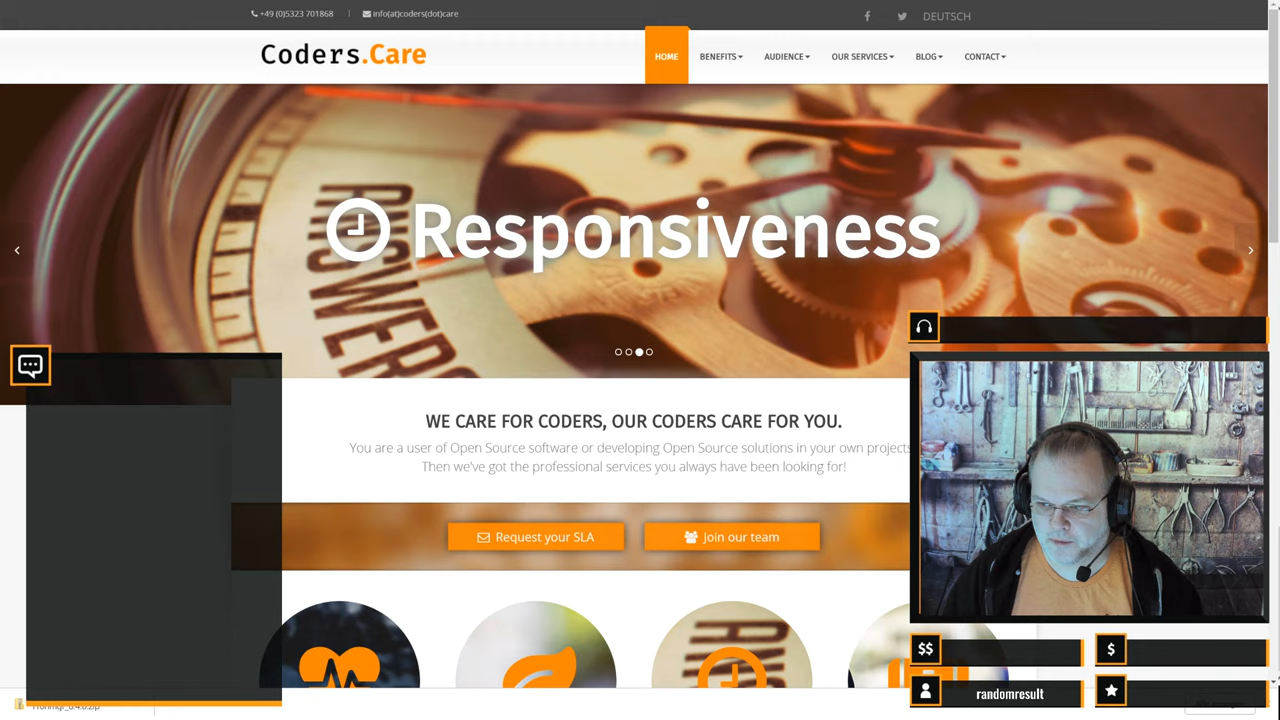 +49 (0)5323 701868
info(at)coders(dot)care
DEUTSCH
Coders.Care
HOME
BENEFITS
AUDIENCE
OUR SERVICES
BLOG
CONTACT
ANSWER
Responsiveness
WE CARE FOR CODERS, OUR CODERS CARE FOR YOU.
You are a user of Open Source software or developing Open Source solutions in your own projects
Then we've got the professional services you always have been looking for!
Request your SLA
Join our team
$$
$
randomresult